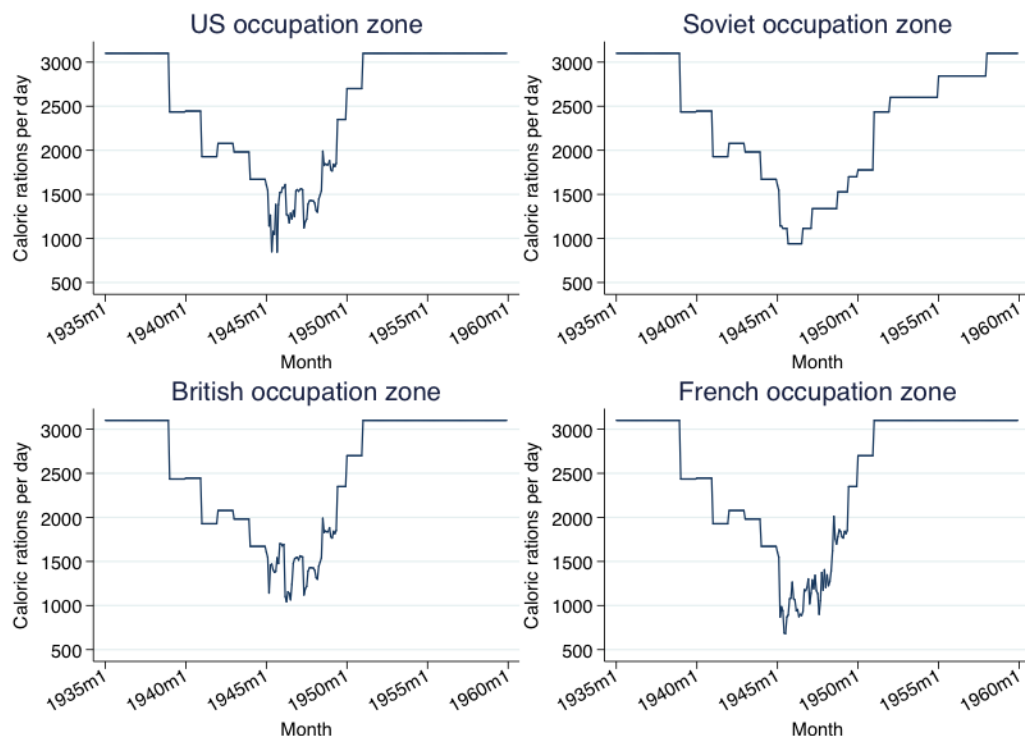 US occupation zone
Caloric rations per day
3000
2500
2000
1500
1000
500
1935m1
1940m1
1945m1
1950m1
1955m1
1960m1
Month
Soviet occupation zone
Caloric rations per day
3000
2500
2000
1500
1000
500
1935m1
1940m1
1945m1
1950m1
1955m1
1960m1
Month
British occupation zone
Caloric rations per day
3000
2500
2000
1500
1000
500
1935m1
1940m1
1945m1
1950m1
1955m1
1960m1
Month
French occupation zone
Caloric rations per day
3000
2500
2000
1500
1000
500
1935m1
1940m1
1945m1
1950m1
1955m1
1960m1
Month